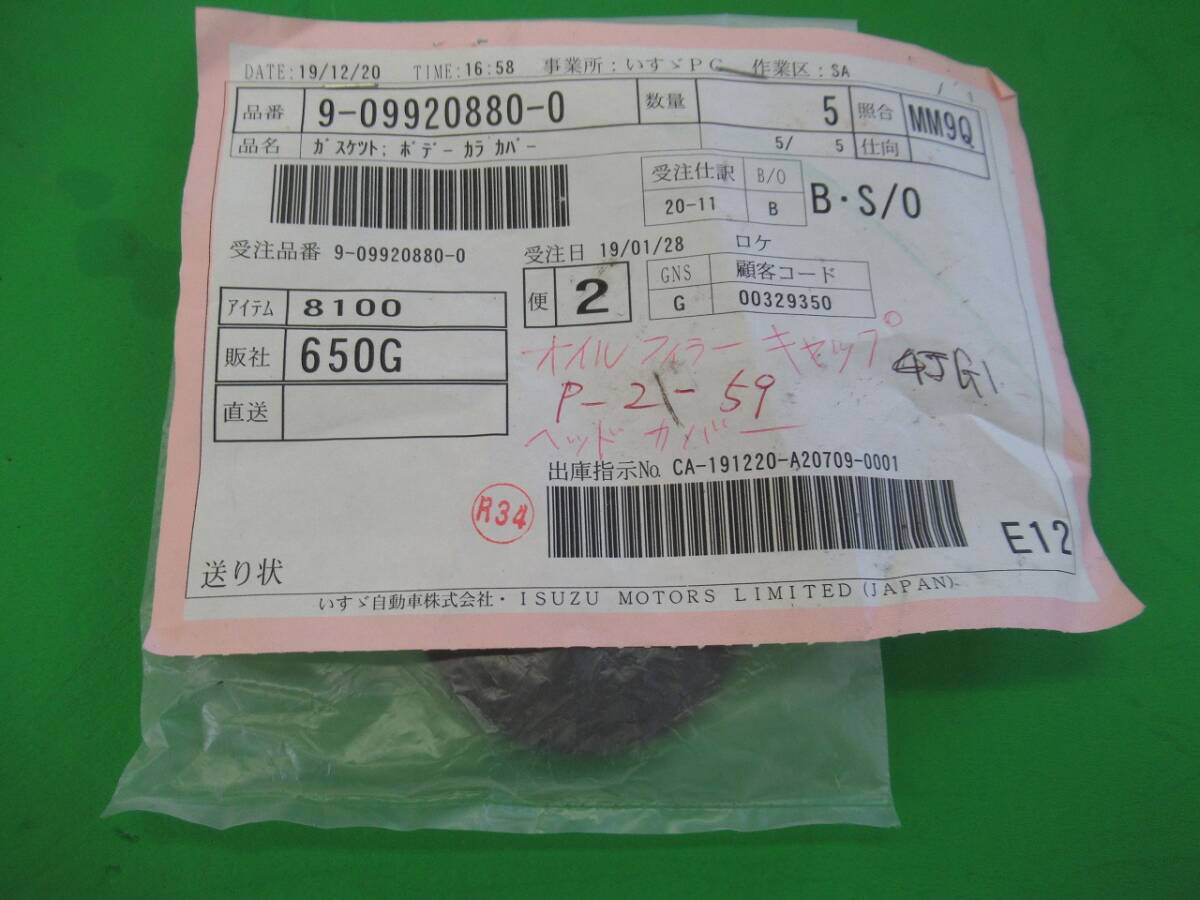 DATE:19/12/20 TIME:16:58 事業所:いすゞPC 作業区:SA
品番 9-09920880-0 数量 5 照合 MM9Q
品名 ガスケツト; ボデー カラ カバー 5/ 5 仕向
受注仕訳 B/O
20-11 B B・S/O
受注品番 9-09920880-0 受注日 19/01/28 ロケ
便 2 GNS 顧客コード
G 00329350
アイテム 8100
販社 650G
直送
オイルフィラー キャップ 4JG1
P-21-59
ヘッドカバー
出庫指示No. CA-191220-A20709-0001
R34
E12
送り状
いすゞ自動車株式会社・ISUZU MOTORS LIMITED(JAPAN)